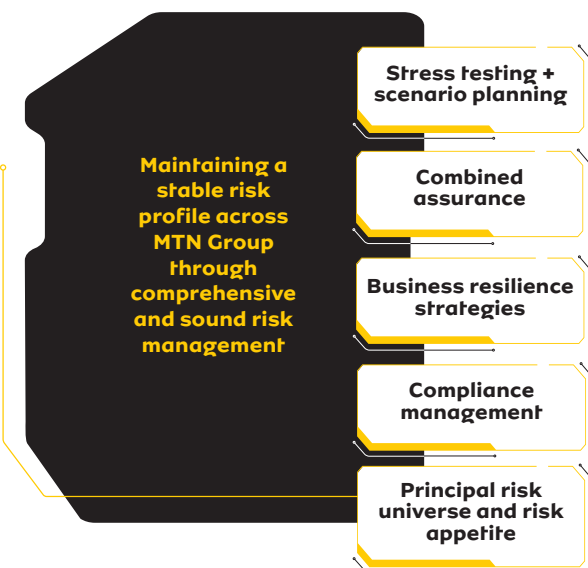 Maintaining a
stable risk
profile across
MTN Group
through
comprehensive
and sound risk
management
Stress testing +
scenario planning
Combined
assurance
Business resilience
strategies
Compliance
management
Principal risk
universe and risk
appetite